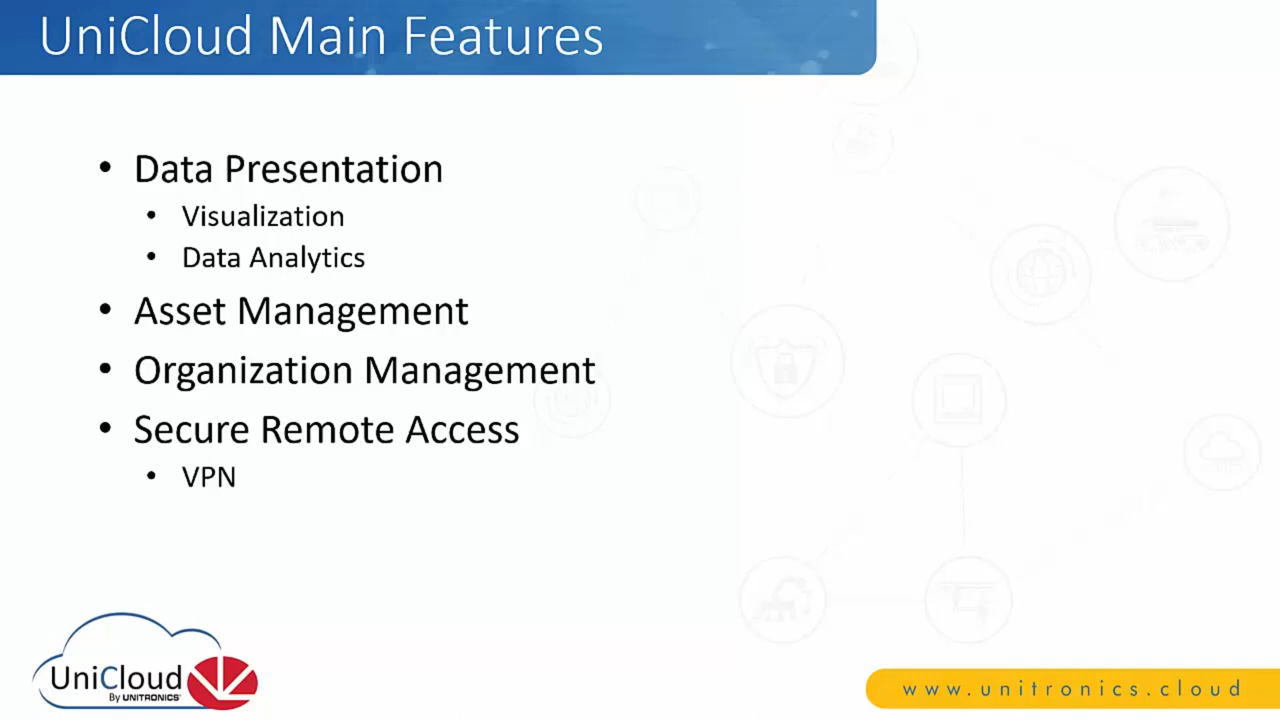 UniCloud Main Features
• Data Presentation
• Visualization
• Data Analytics
• Asset Management
• Organization Management
• Secure Remote Access
• VPN
UniCloud
By UNITRONICS
www.unitronics.cloud